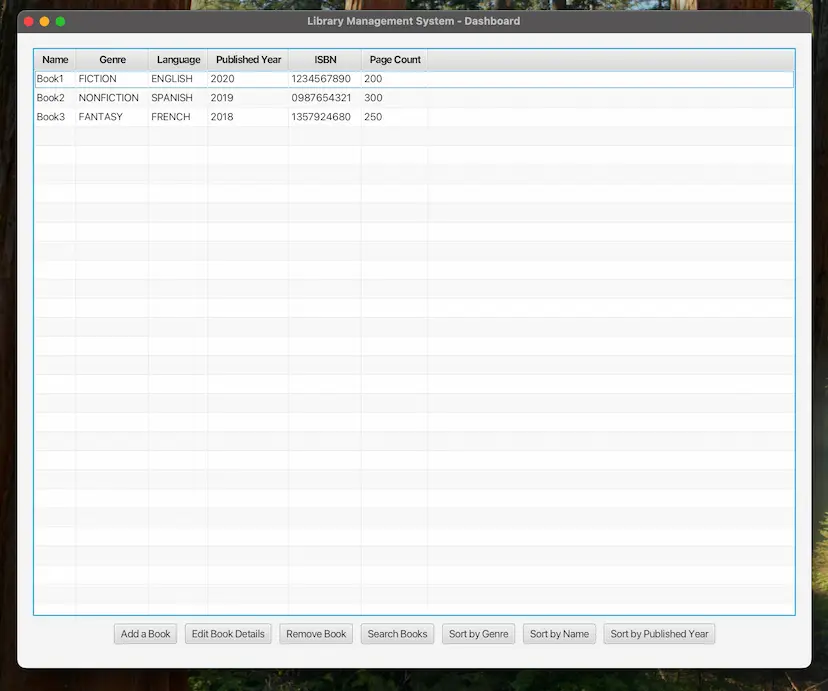 Library Management System - Dashboard
Name Genre Language Published Year ISBN Page Count
Book1 FICTION ENGLISH 2020 1234567890 200
Book2 NONFICTION SPANISH 2019 0987654321 300
Book3 FANTASY FRENCH 2018 1357924680 250
Add a Book Edit Book Details Remove Book Search Books Sort by Genre Sort by Name Sort by Published Year